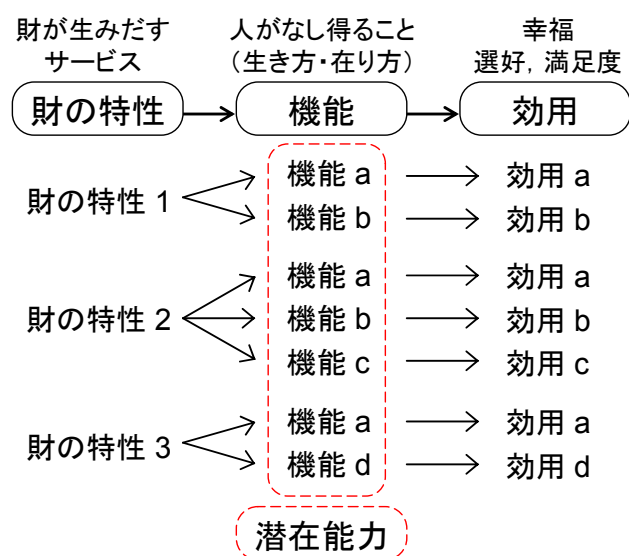 財が生みだす
サービス
人がなし得ること
(生き方・在り方)
幸福
選好, 満足度
財の特性
機能
効用
財の特性 1
機能 a
効用 a
機能 b
効用 b
財の特性 2
機能 a
効用 a
機能 b
効用 b
機能 c
効用 c
財の特性 3
機能 a
効用 a
機能 d
効用 d
潜在能力